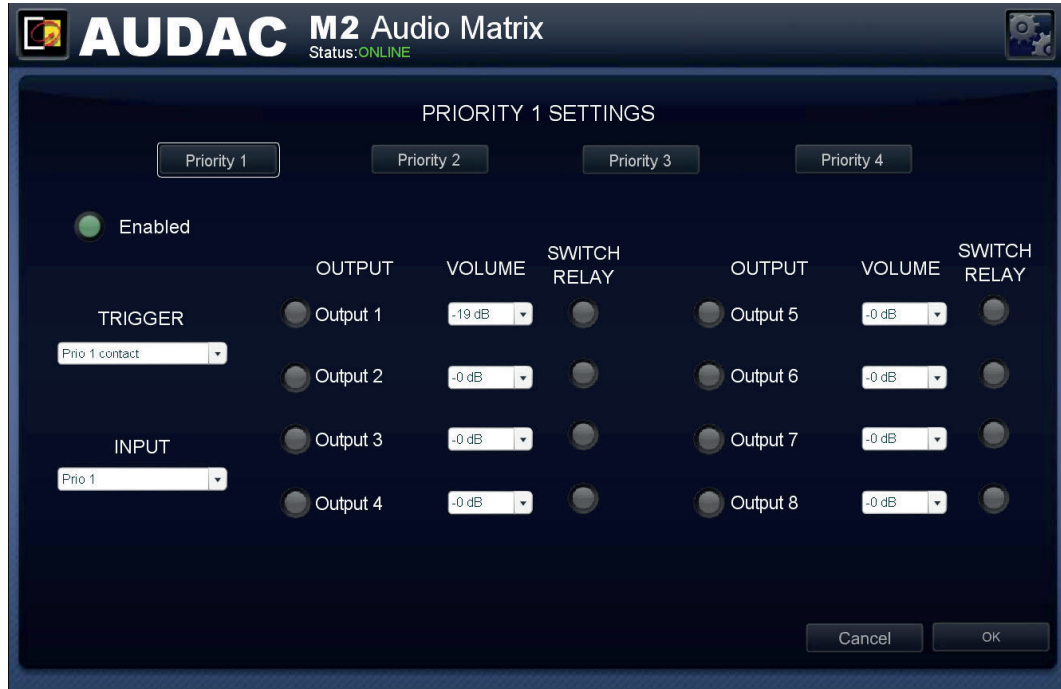 AUDAC M2 Audio Matrix
Status:ONLINE
PRIORITY 1 SETTINGS
Priority 1 Priority 2 Priority 3 Priority 4
Enabled
OUTPUT VOLUME SWITCH RELAY OUTPUT VOLUME SWITCH RELAY
TRIGGER
Prio 1 contact
INPUT
Prio 1
Output 1 -19 dB
Output 2 -0 dB
Output 3 -0 dB
Output 4 -0 dB
Output 5 -0 dB
Output 6 -0 dB
Output 7 -0 dB
Output 8 -0 dB
Cancel OK